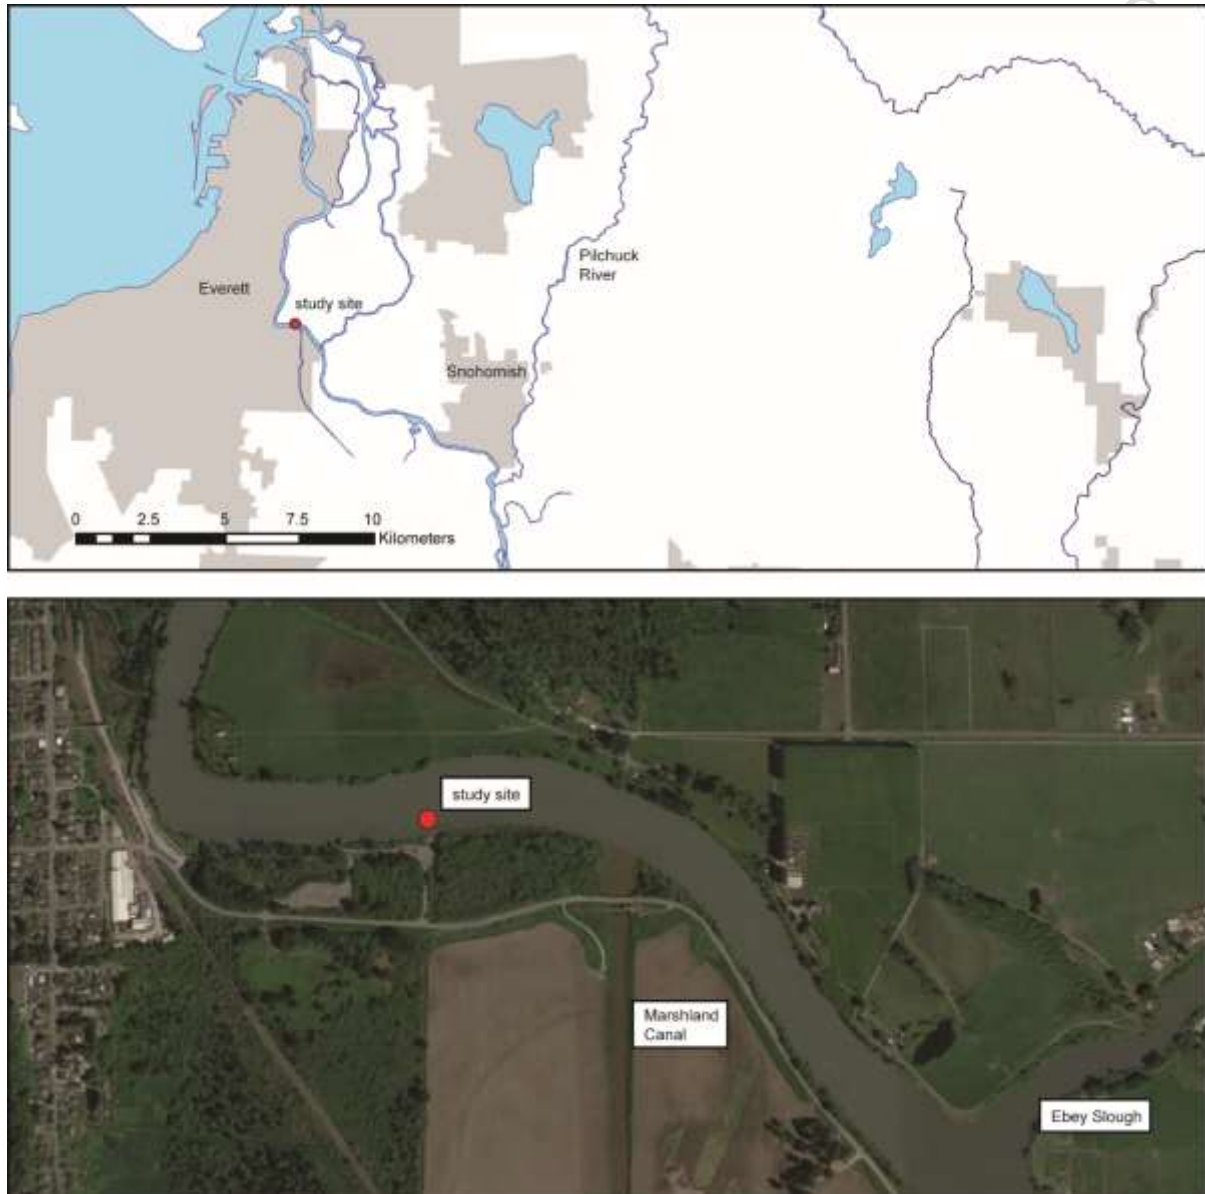 Pilchuck
River
Everett
study site
Snohomish
0 2.5 5 7.5 10
Kilometers
study site
Marshland
Canal
Ebey Slough